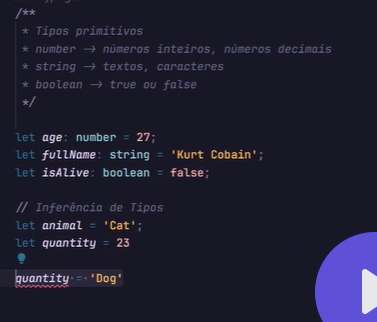 /**
 * Tipos primitivos
 * number -> números inteiros, números decimais
 * string -> textos, caracteres
 * boolean -> true ou false
 */
let age: number = 27;
let fullName: string = 'Kurt Cobain';
let isAlive: boolean = false;
// Inferência de Tipos
let animal = 'Cat';
let quantity = 23
quantity = 'Dog'